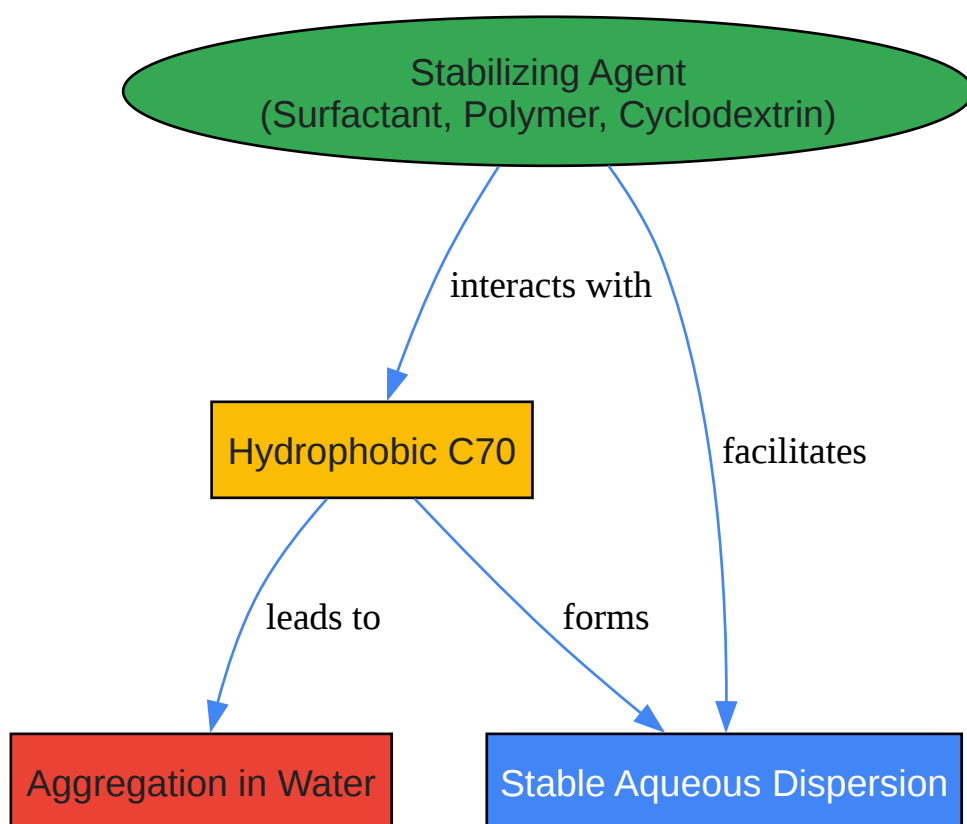 Stabilizing Agent
(Surfactant, Polymer, Cyclodextrin)
interacts with
Hydrophobic C70
facilitates
leads to
forms
Aggregation in Water
Stable Aqueous Dispersion